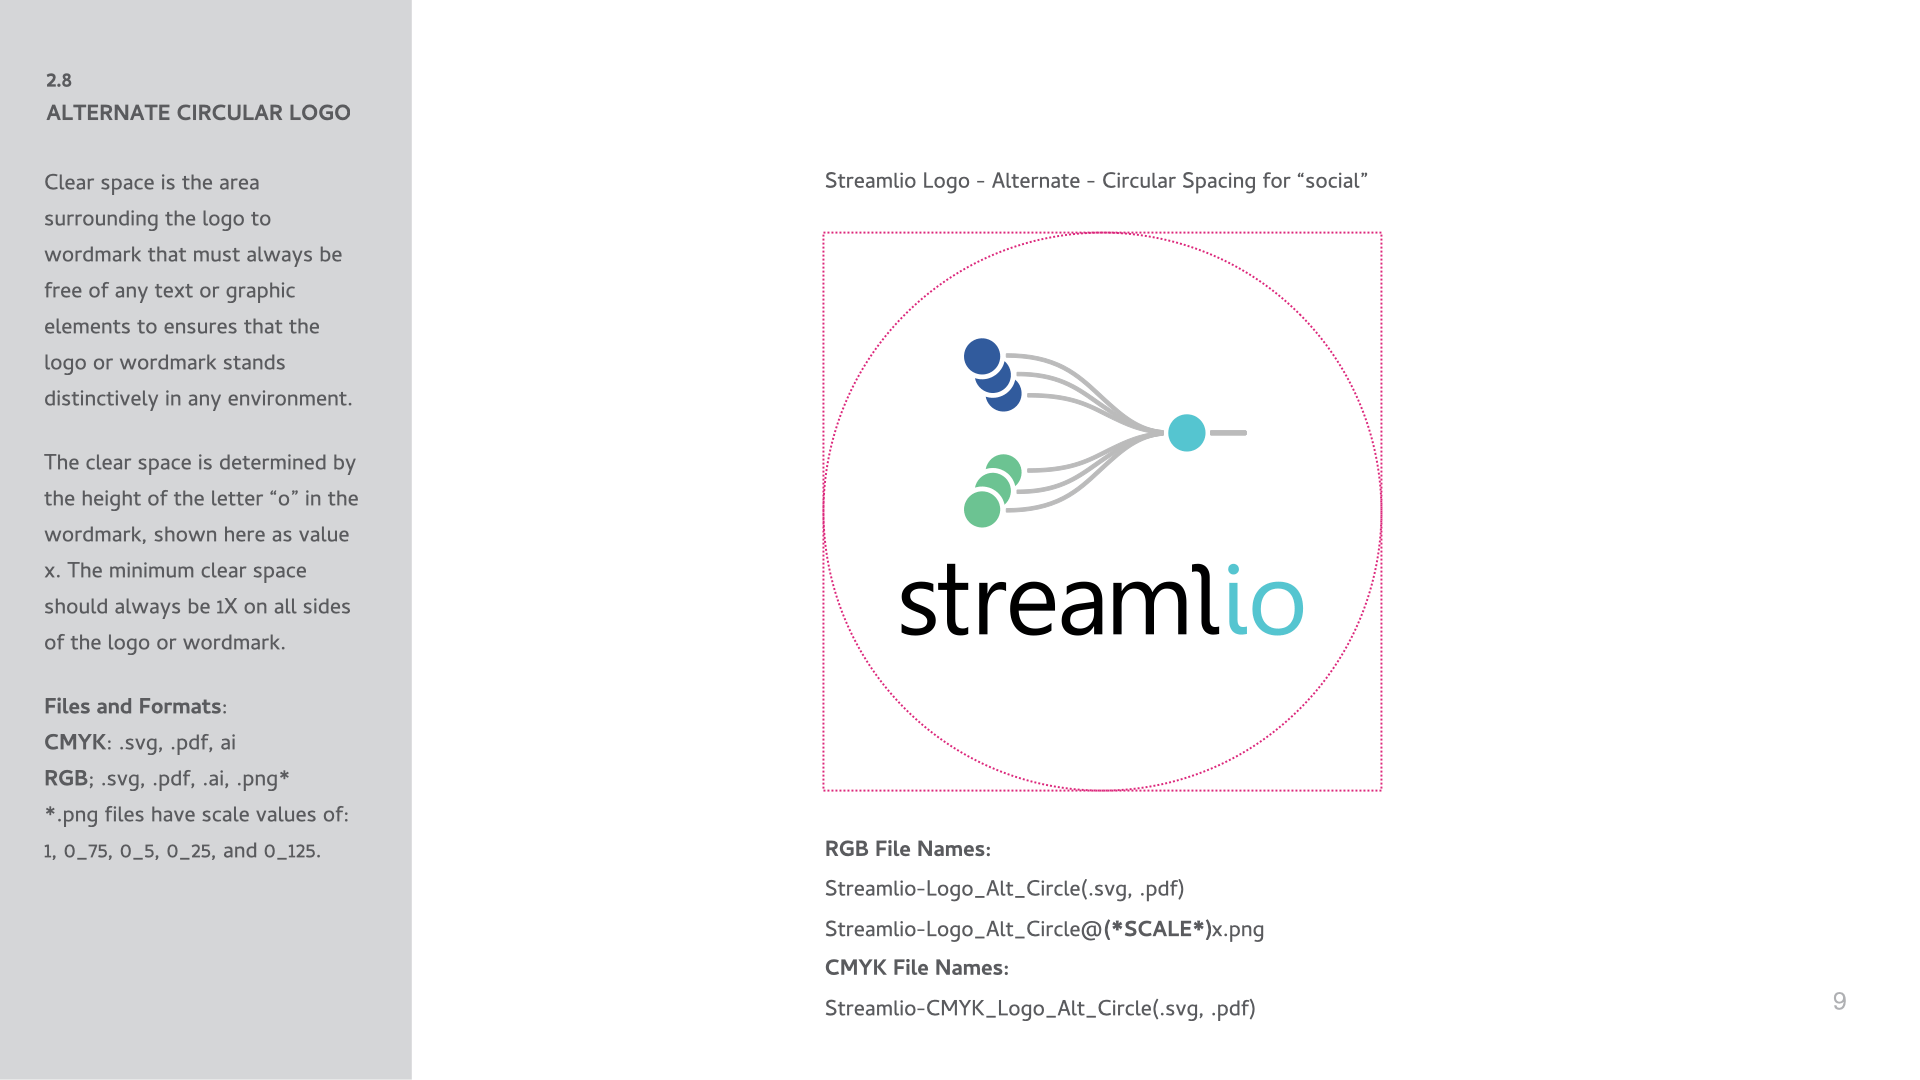 2.8
ALTERNATE CIRCULAR LOGO
Clear space is the area
surrounding the logo to
wordmark that must always be
free of any text or graphic
elements to ensures that the
logo or wordmark stands
distinctively in any environment.
The clear space is determined by
the height of the letter “o” in the
wordmark, shown here as value
x. The minimum clear space
should always be 1X on all sides
of the logo or wordmark.
Files and Formats:
CMYK: .svg, .pdf, ai
RGB; .svg, .pdf, .ai, .png*
*.png files have scale values of:
1, 0_75, 0_5, 0_25, and 0_125.
Streamlio Logo - Alternate - Circular Spacing for “social”
streamlio
RGB File Names:
Streamlio-Logo_Alt_Circle(.svg, .pdf)
Streamlio-Logo_Alt_Circle@(*SCALE*)x.png
CMYK File Names:
Streamlio-CMYK_Logo_Alt_Circle(.svg, .pdf)
9